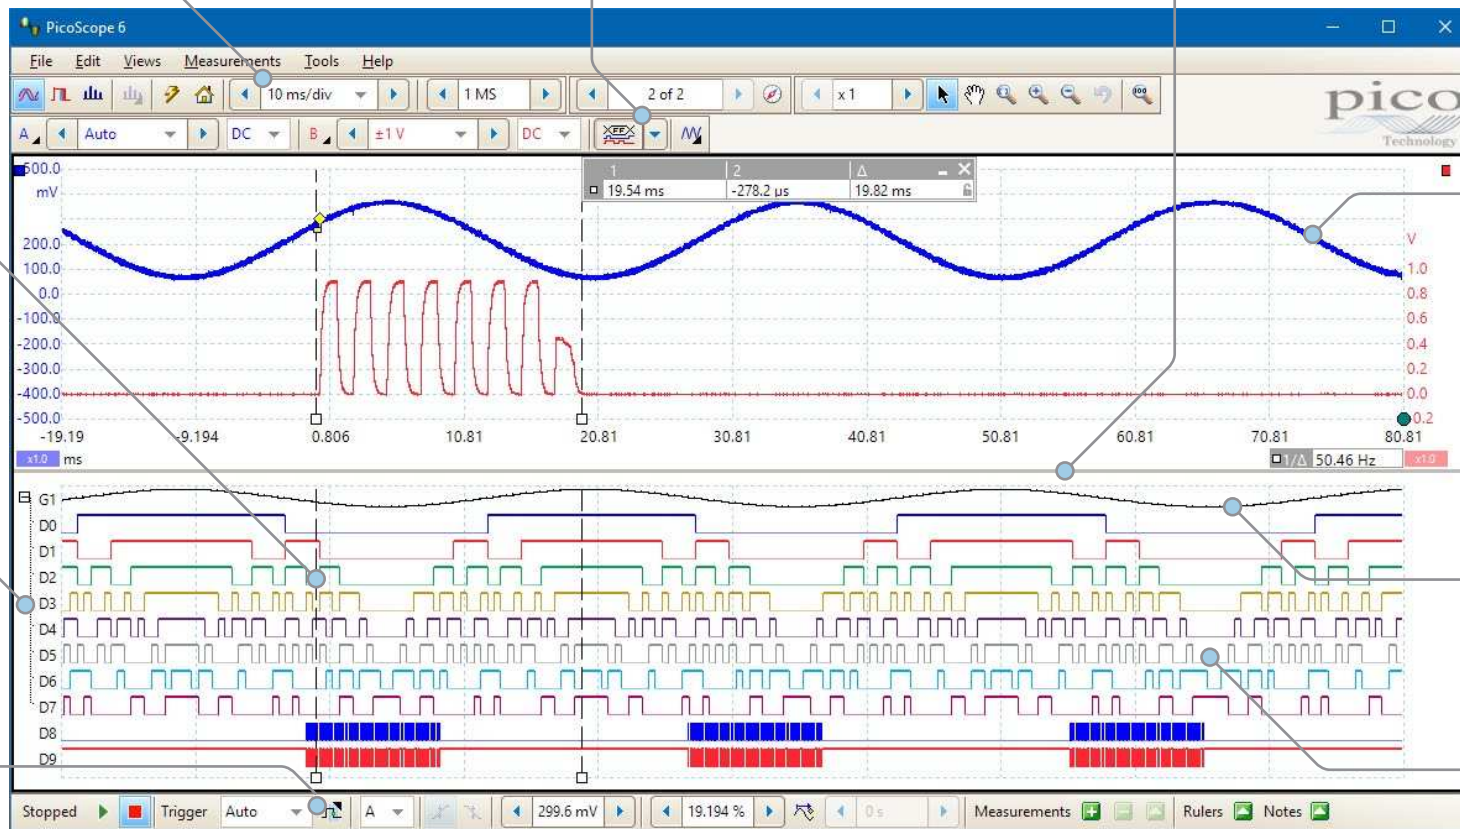 PicoScope 6
File Edit Views Measurements Tools Help
10 ms/div 1 MS 2 of 2 x 1
pico
Technology
A Auto DC B ±1 V DC XFFX
500.0
mV
200.0
100.0
0.0
-100.0
-200.0
-300.0
-400.0
-500.0
1 2 Δ
19.54 ms -278.2 µs 19.82 ms
V
1.0
0.8
0.6
0.4
0.2
0.0
0.2
-19.19 -9.194 0.806 10.81 20.81 30.81 40.81 50.81 60.81 70.81 80.81
x1.0 ms 1/Δ 50.46 Hz x1.0
G1
D0
D1
D2
D3
D4
D5
D6
D7
D8
D9
Stopped Trigger Auto A 299.6 mV 19.194 % 0 s Measurements Rulers Notes